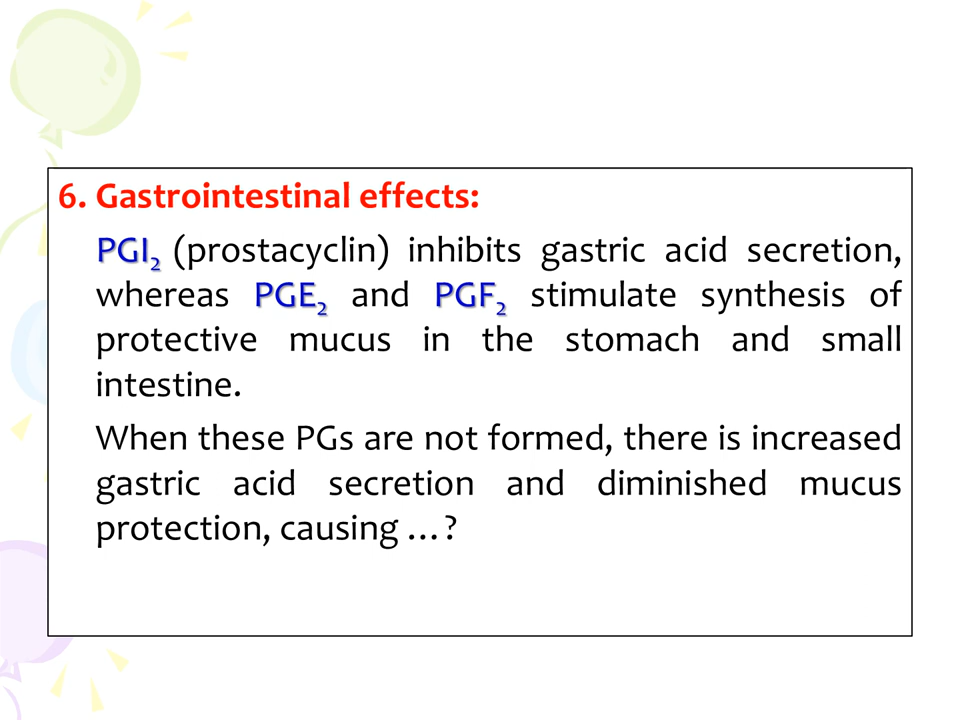 6. Gastrointestinal effects:
PGI₂ (prostacyclin) inhibits gastric acid secretion,
whereas PGE₂ and PGF₂ stimulate synthesis of
protective mucus in the stomach and small
intestine.
When these PGs are not formed, there is increased
gastric acid secretion and diminished mucus
protection, causing …?